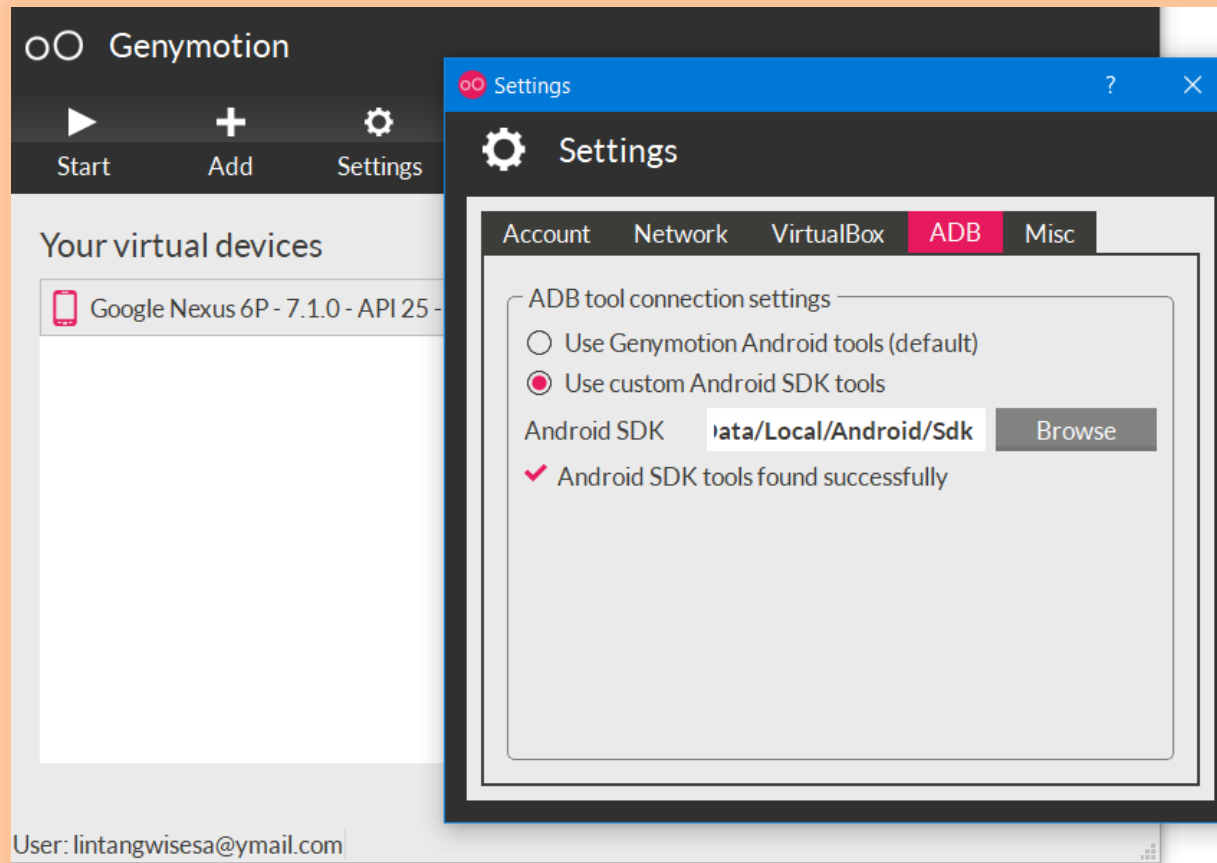 oO Genymotion
Start Add Settings
Your virtual devices
Google Nexus 6P - 7.1.0 - API 25 -
User: lintangwisesa@ymail.com
oO Settings ?
Settings
Account Network VirtualBox ADB Misc
ADB tool connection settings
Use Genymotion Android tools (default)
Use custom Android SDK tools
Android SDK ata/Local/Android/Sdk Browse
Android SDK tools found successfully